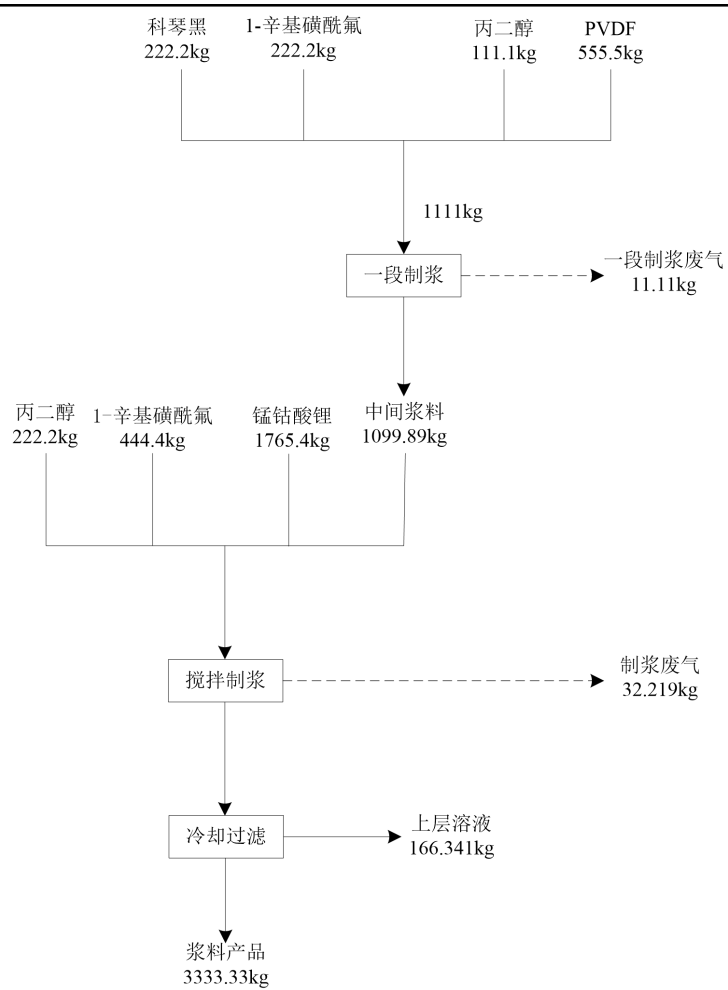 科琴黑
222.2kg
1-辛基磺酰氟
222.2kg
丙二醇
111.1kg
PVDF
555.5kg
1111kg
一段制浆
一段制浆废气
11.11kg
丙二醇
222.2kg
1-辛基磺酰氟
444.4kg
锰钴酸锂
1765.4kg
中间浆料
1099.89kg
搅拌制浆
制浆废气
32.219kg
冷却过滤
上层溶液
166.341kg
浆料产品
3333.33kg